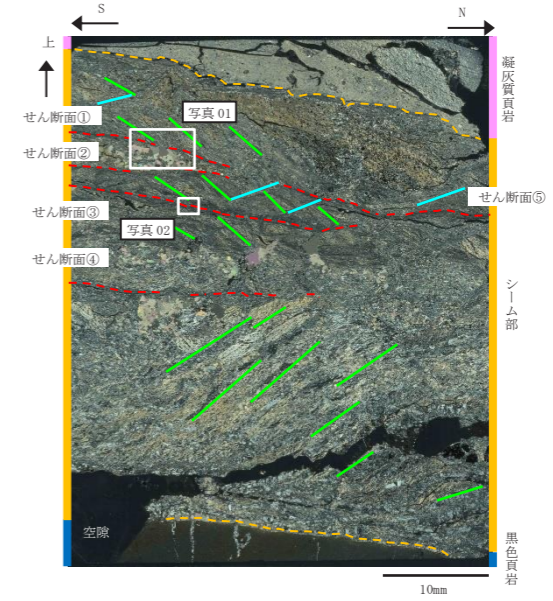 S
N
上
凝灰質頁岩
写真 01
せん断面①
せん断面②
せん断面⑤
せん断面③
写真 02
せん断面④
シーム部
空隙
黒色頁岩
10mm